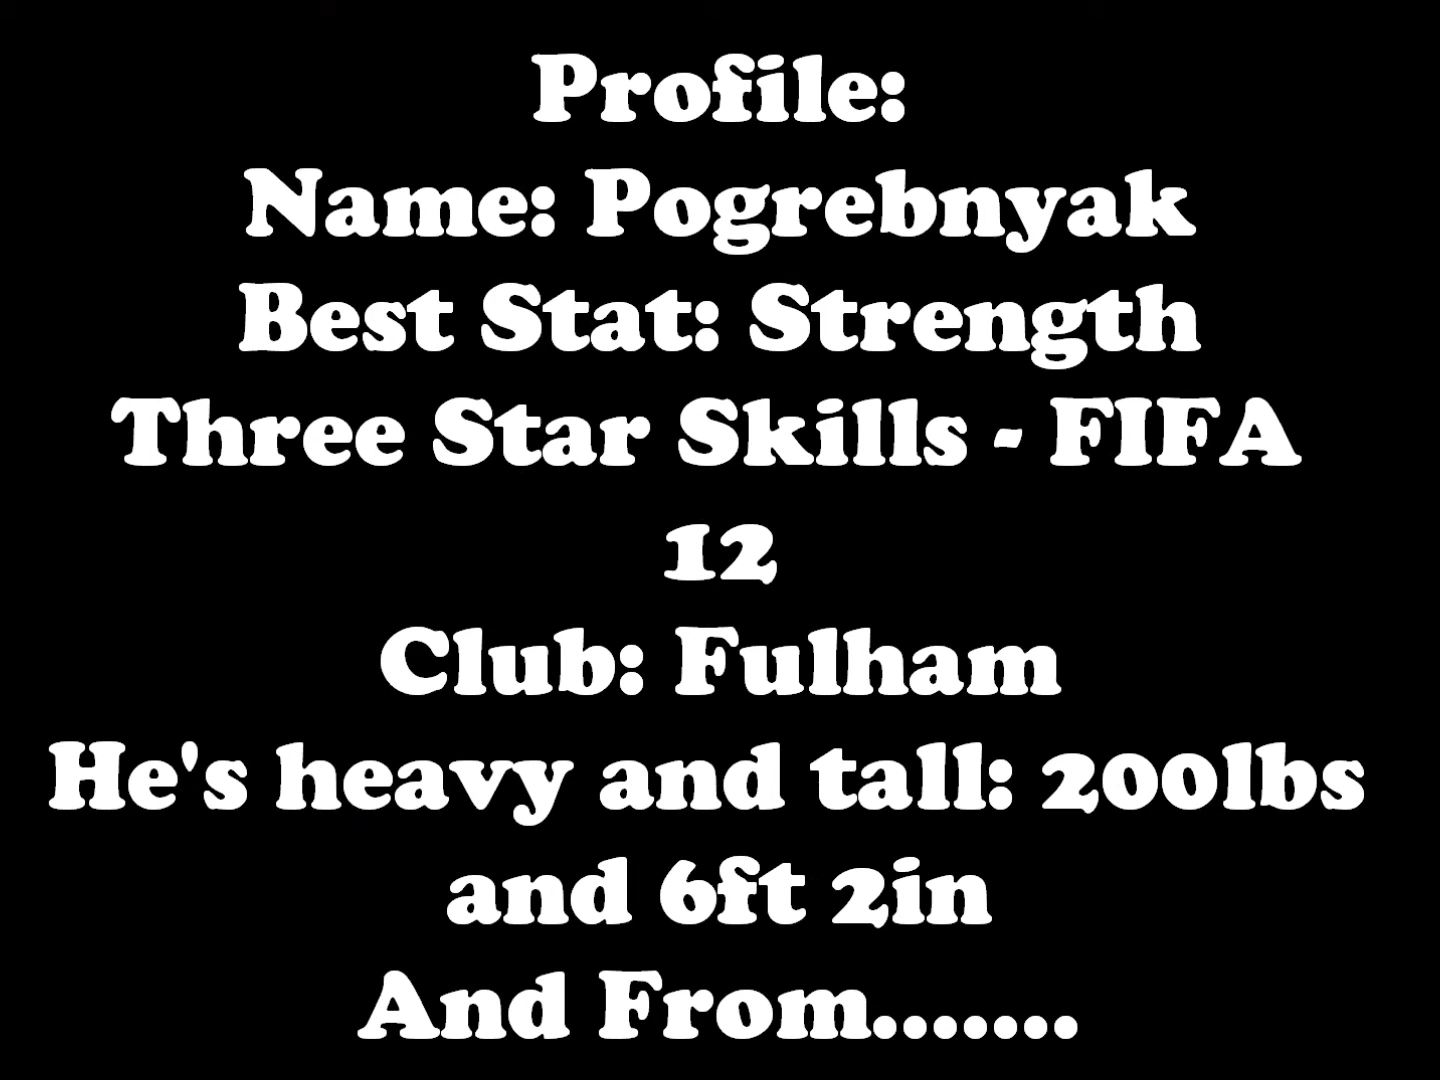 Profile:
Name: Pogrebnyak
Best Stat: Strength
Three Star Skills - FIFA
12
Club: Fulham
He's heavy and tall: 200lbs
and 6ft 2in
And From.......